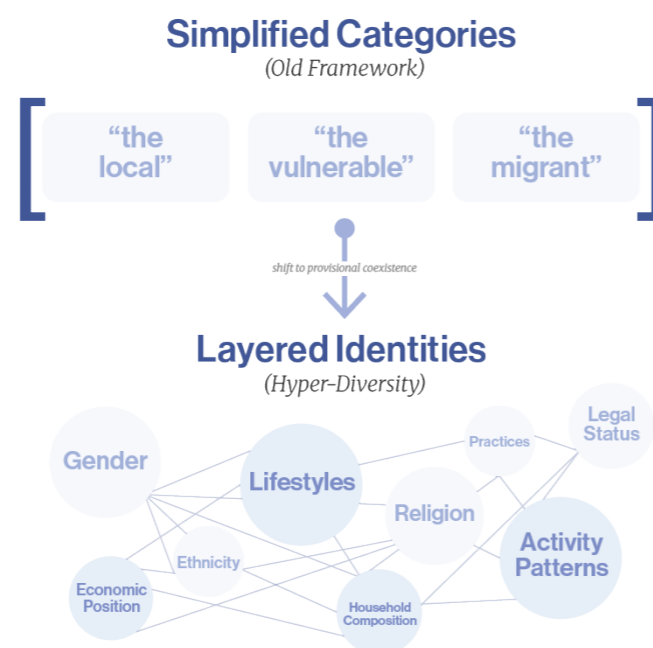 Simplified Categories
(Old Framework)
“the
local”
“the
vulnerable”
“the
migrant”
shift to provisional coexistence
Layered Identities
(Hyper-Diversity)
Gender
Lifestyles
Practices
Legal
Status
Religion
Ethnicity
Activity
Patterns
Economic
Position
Household
Composition